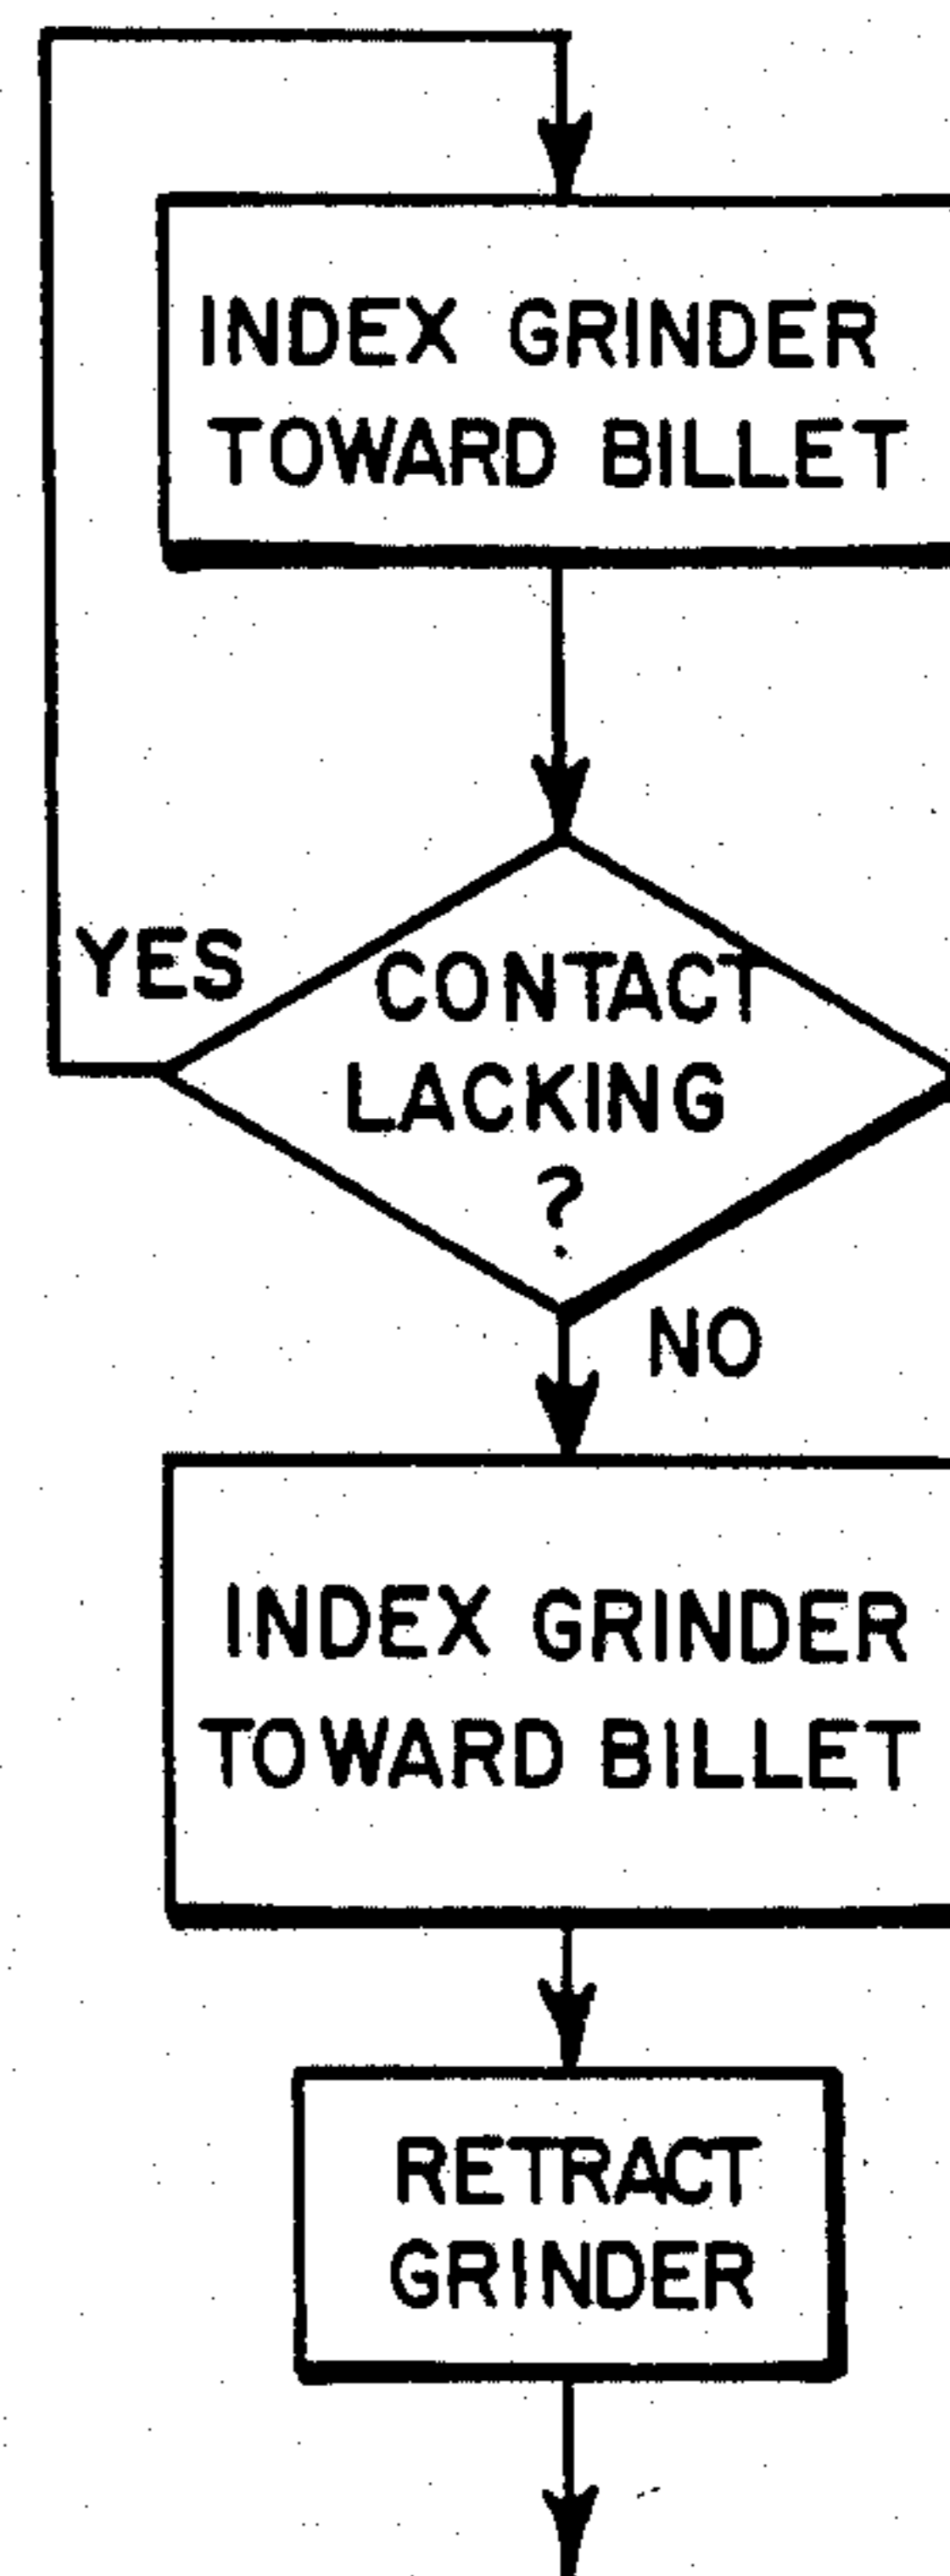 INDEX GRINDER
TOWARD BILLET
YES
CONTACT
LACKING
?
NO
INDEX GRINDER
TOWARD BILLET
RETRACT
GRINDER